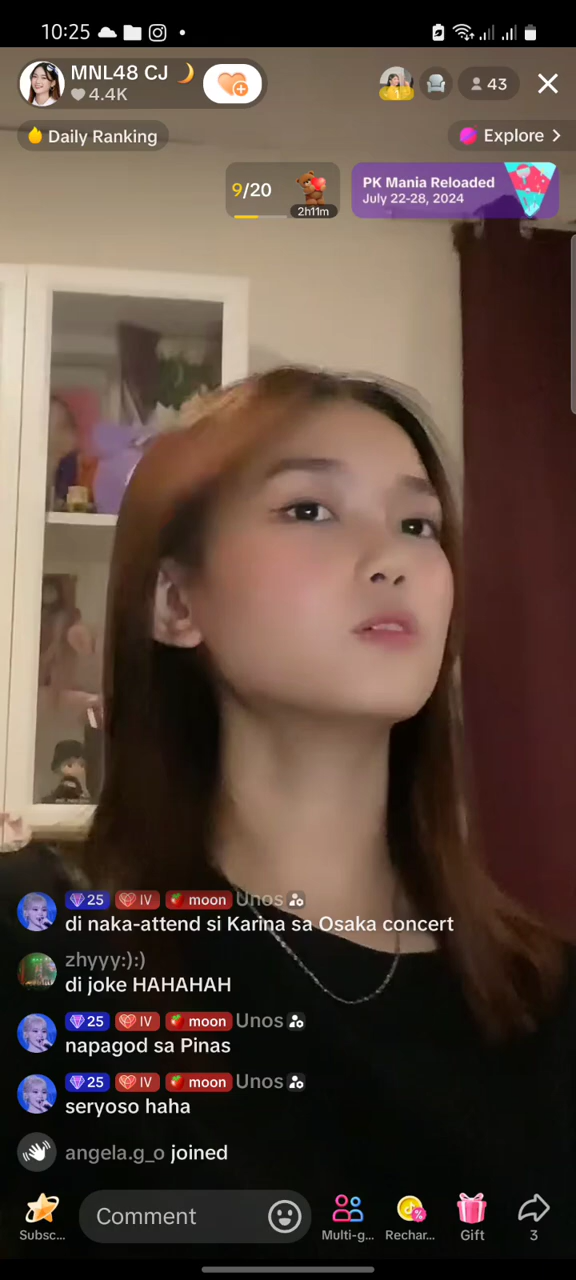 10:25
MNL48 CJ 🌙
4.4K
43
Daily Ranking
Explore >
9/20
2h11m
PK Mania Reloaded
July 22-28, 2024
25 IV moon Unos
di naka-attend si Karina sa Osaka concert
zhyyy:):)
di joke HAHAHAH
25 IV moon Unos
napagod sa Pinas
25 IV moon Unos
seryoso haha
angela.g_o joined
Comment
Subsc...
Multi-g...
Rechar...
Gift
3